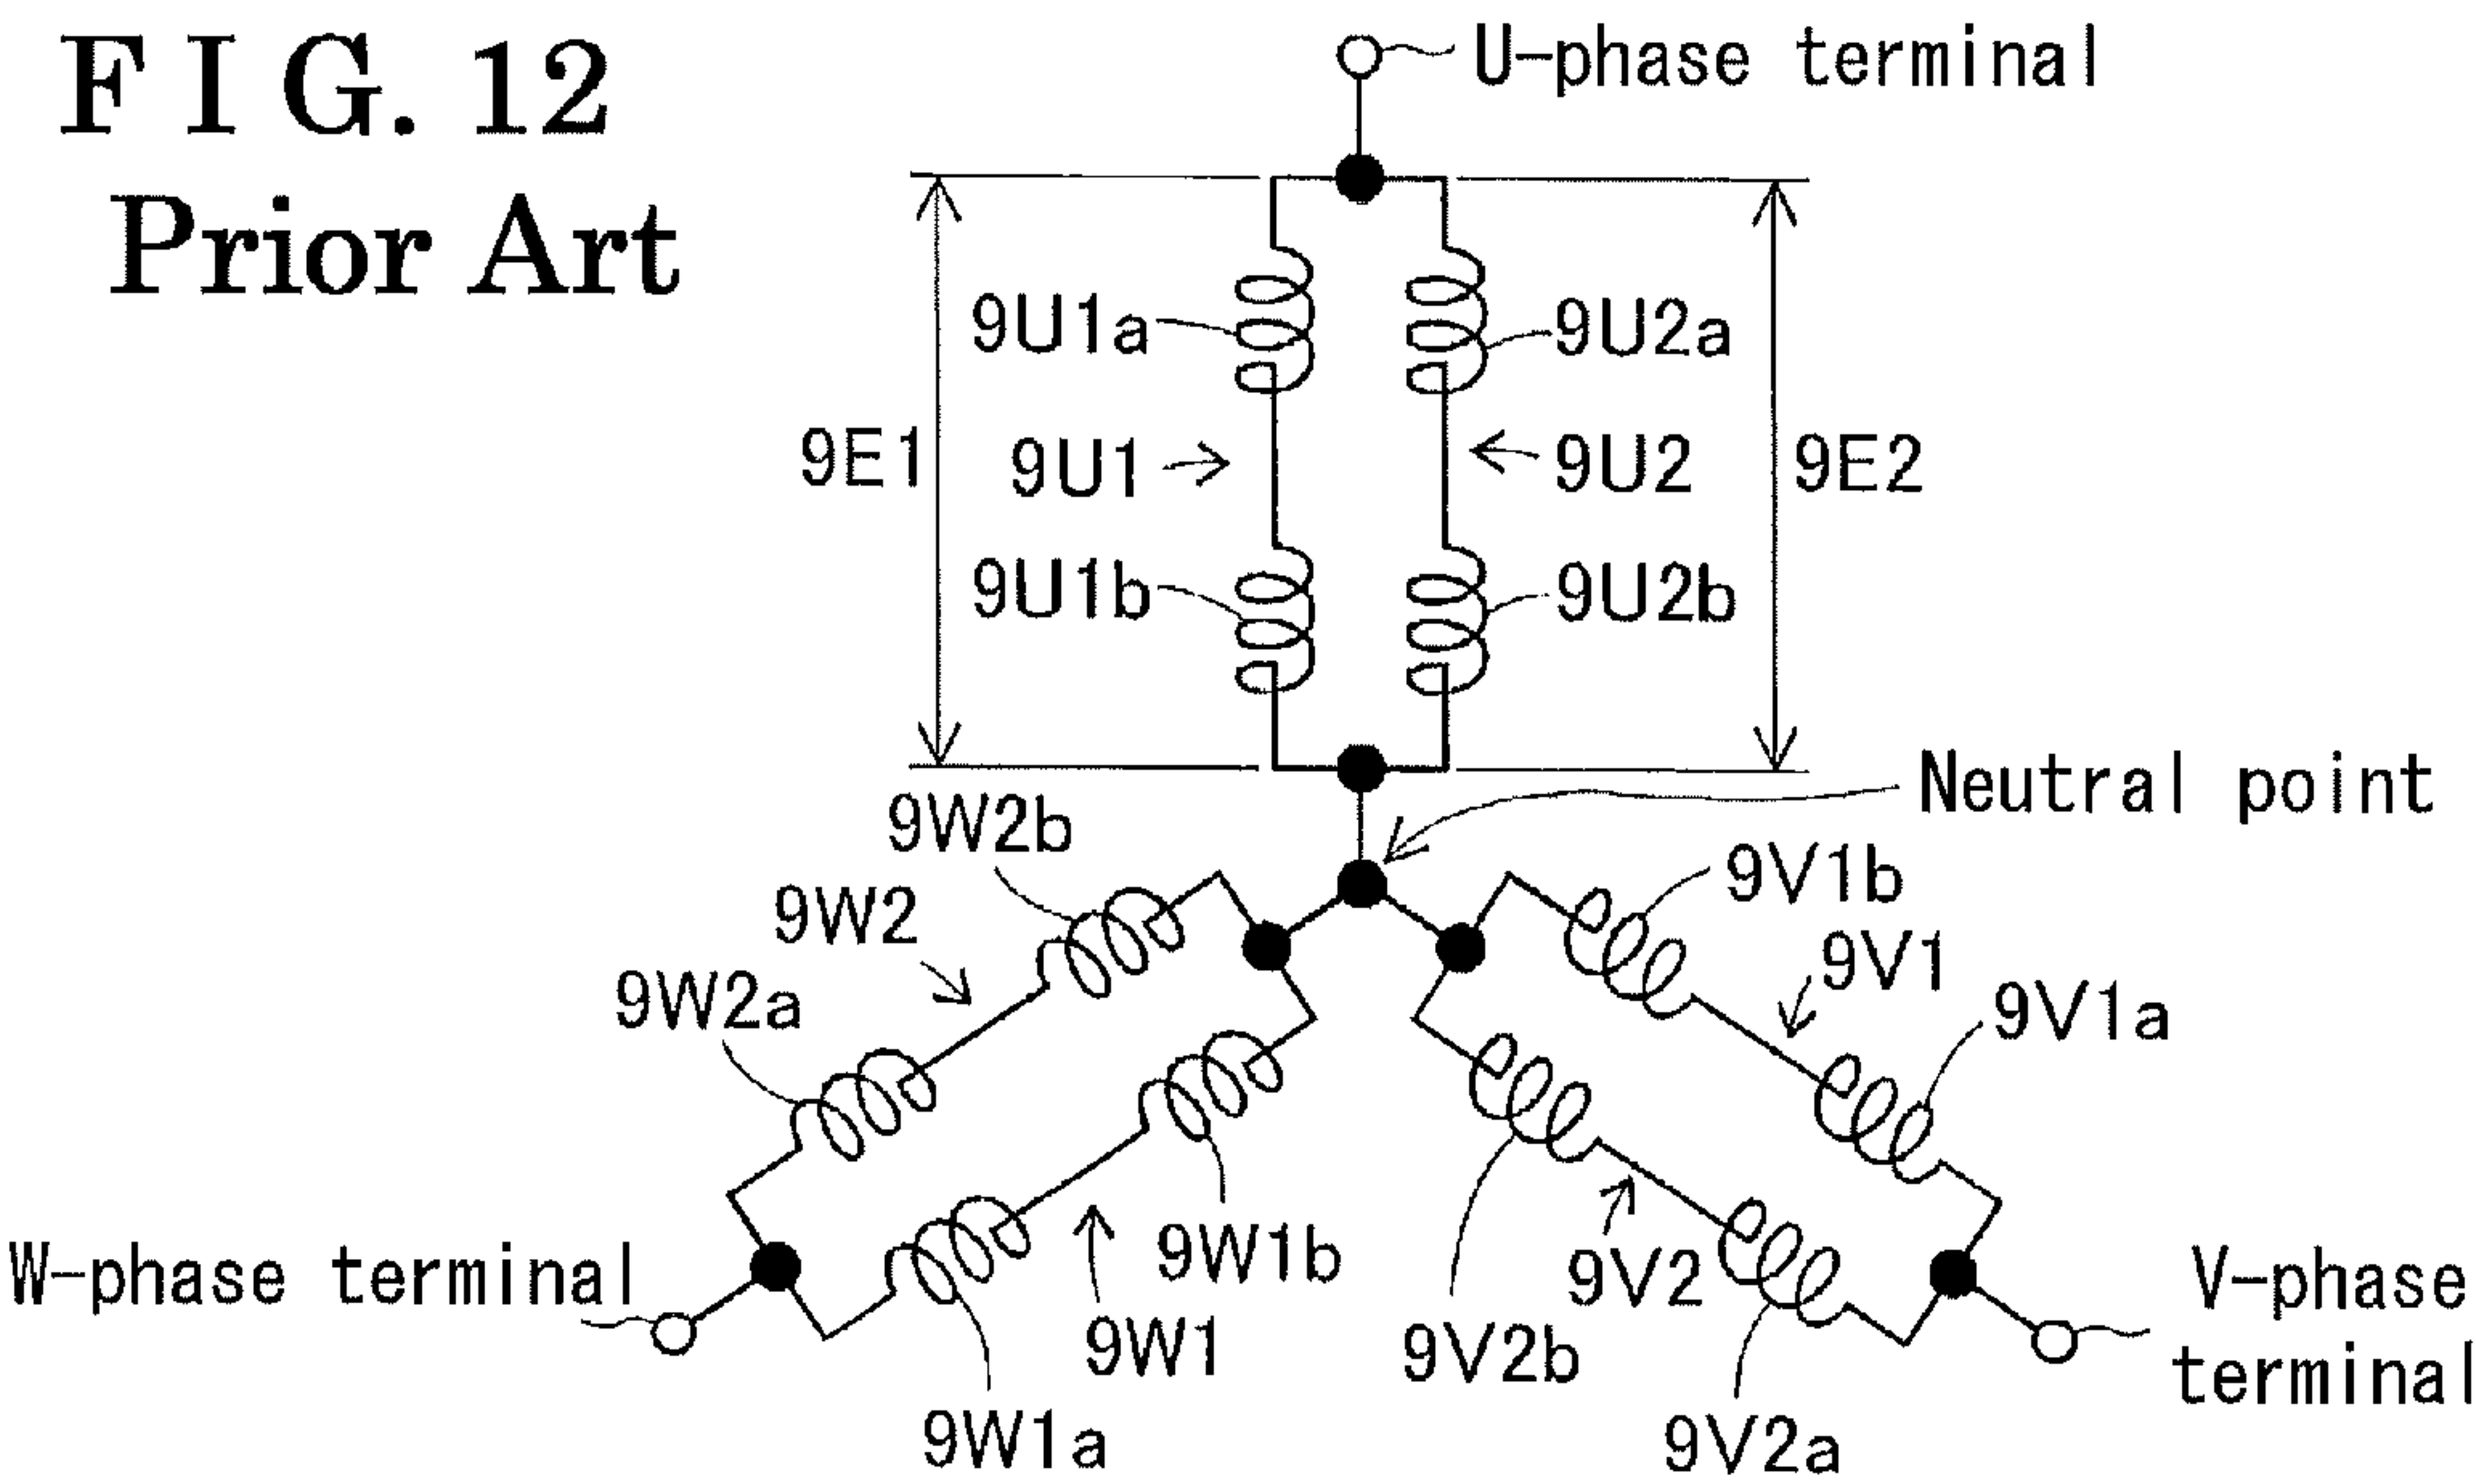 FIG. 12
Prior Art
U-phase terminal
9U1a
9U2a
9E1
9U1
9U2
9E2
9U1b
9U2b
Neutral point
9W2b
9V1b
9W2
9V1
9W2a
9V1a
W-phase terminal
9W1b
9V2
V-phase
terminal
9W1
9V2b
9W1a
9V2a